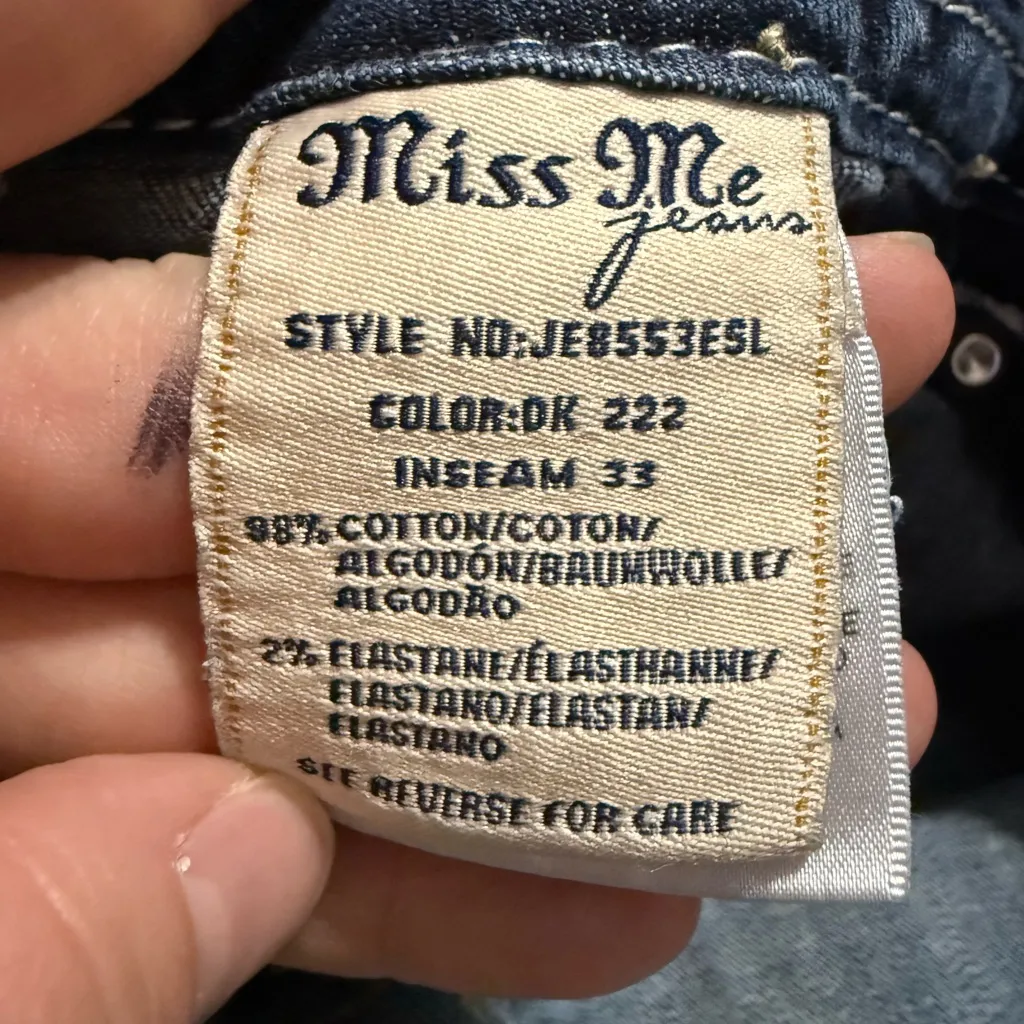 Miss Me
jeans
STYLE NO:JE8553ESL
COLOR:DK 222
INSEAM 33
98% COTTON/COTON/
ALGODÓN/BAUMWOLLE/
ALGODÃO
2% ELASTANE/ÉLASTHANNE/
ELASTANO/ELASTAN/
ELASTANO
SEE REVERSE FOR CARE